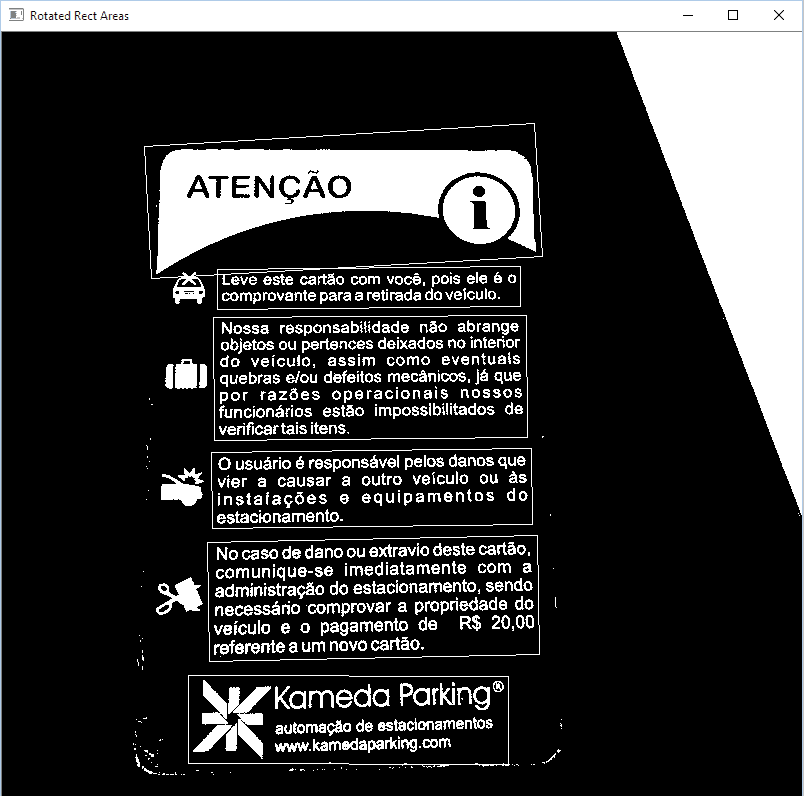 Rotated Rect Areas
ATENÇÃO
i
Leve este cartão com você, pois ele é o
comprovante para a retirada do veículo.
Nossa responsabilidade não abrange
objetos ou pertences deixados no interior
do veículo, assim como eventuais
quebras e/ou defeitos mecânicos, já que
por razões operacionais nossos
funcionários estão impossibilitados de
verificar tais itens.
O usuário é responsável pelos danos que
vier a causar a outro veículo ou às
instalações e equipamentos do
estacionamento.
No caso de dano ou extravio deste cartão,
comunique-se imediatamente com a
administração do estacionamento, sendo
necessário comprovar a propriedade do
veículo e o pagamento de R$ 20,00
referente a um novo cartão.
Kameda Parking®
automação de estacionamentos
www.kamedaparking.com